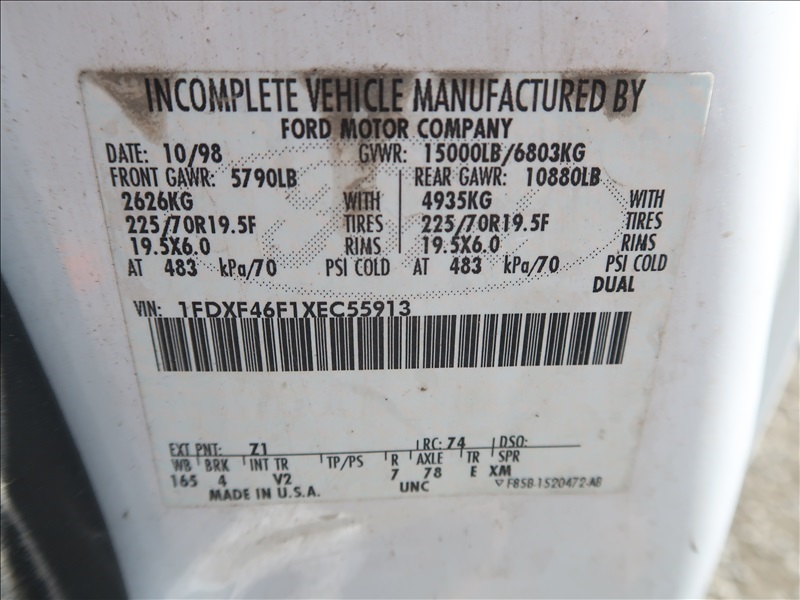 INCOMPLETE VEHICLE MANUFACTURED BY
FORD MOTOR COMPANY
DATE: 10/98 GVWR: 15000LB/6803KG
FRONT GAWR: 5790LB REAR GAWR: 10880LB
2626KG WITH 4935KG WITH
225/70R19.5F TIRES 225/70R19.5F TIRES
19.5X6.0 RIMS 19.5X6.0 RIMS
AT 483 kPa/70 PSI COLD AT 483 kPa/70 PSI COLD
DUAL
VIN: 1FDXF46F1XEC55913
EXT PNT: Z1 RC: 74 DSO:
WB BRK INT TR TP/PS R AXLE TR SPR
165 4 V2 7 78 E XM
MADE IN U.S.A. UNC F85B-1520472-AB